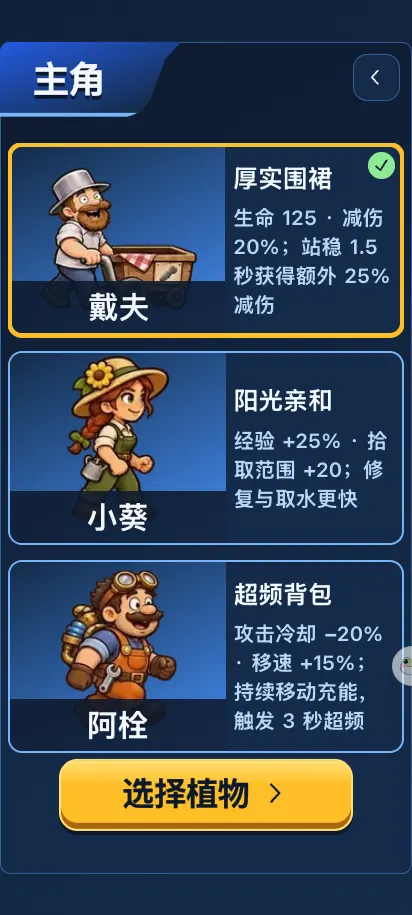 主角
厚实围裙
生命 125 · 减伤
20%；站稳 1.5
秒获得额外 25%
减伤
戴夫
阳光亲和
经验 +25% · 拾
取范围 +20；修
复与取水更快
小葵
超频背包
攻击冷却 −20%
· 移速 +15%；
持续移动充能，
触发 3 秒超频
阿栓
选择植物